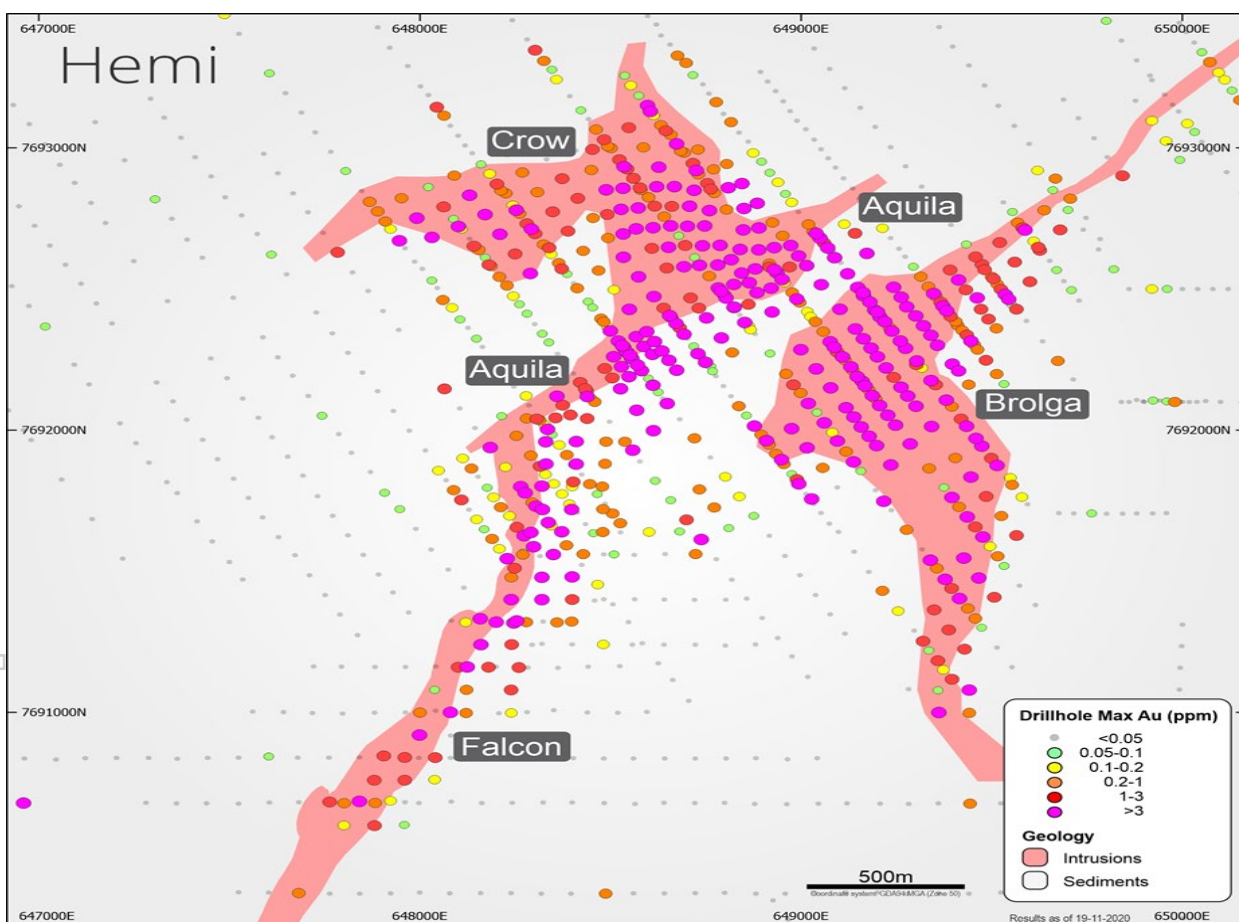 647000E 648000E 649000E 650000E
Hemi
Crow
7693000N 7693000N
Aquila
Aquila
Brolga
7692000N 7692000N
7691000N 7691000N
Falcon
Drillhole Max Au (ppm)
<0.05
0.05-0.1
0.1-0.2
0.2-1
1-3
>3
Geology
Intrusions
Sediments
500m
647000E 648000E 649000E 650000E
Results as of 19-11-2020